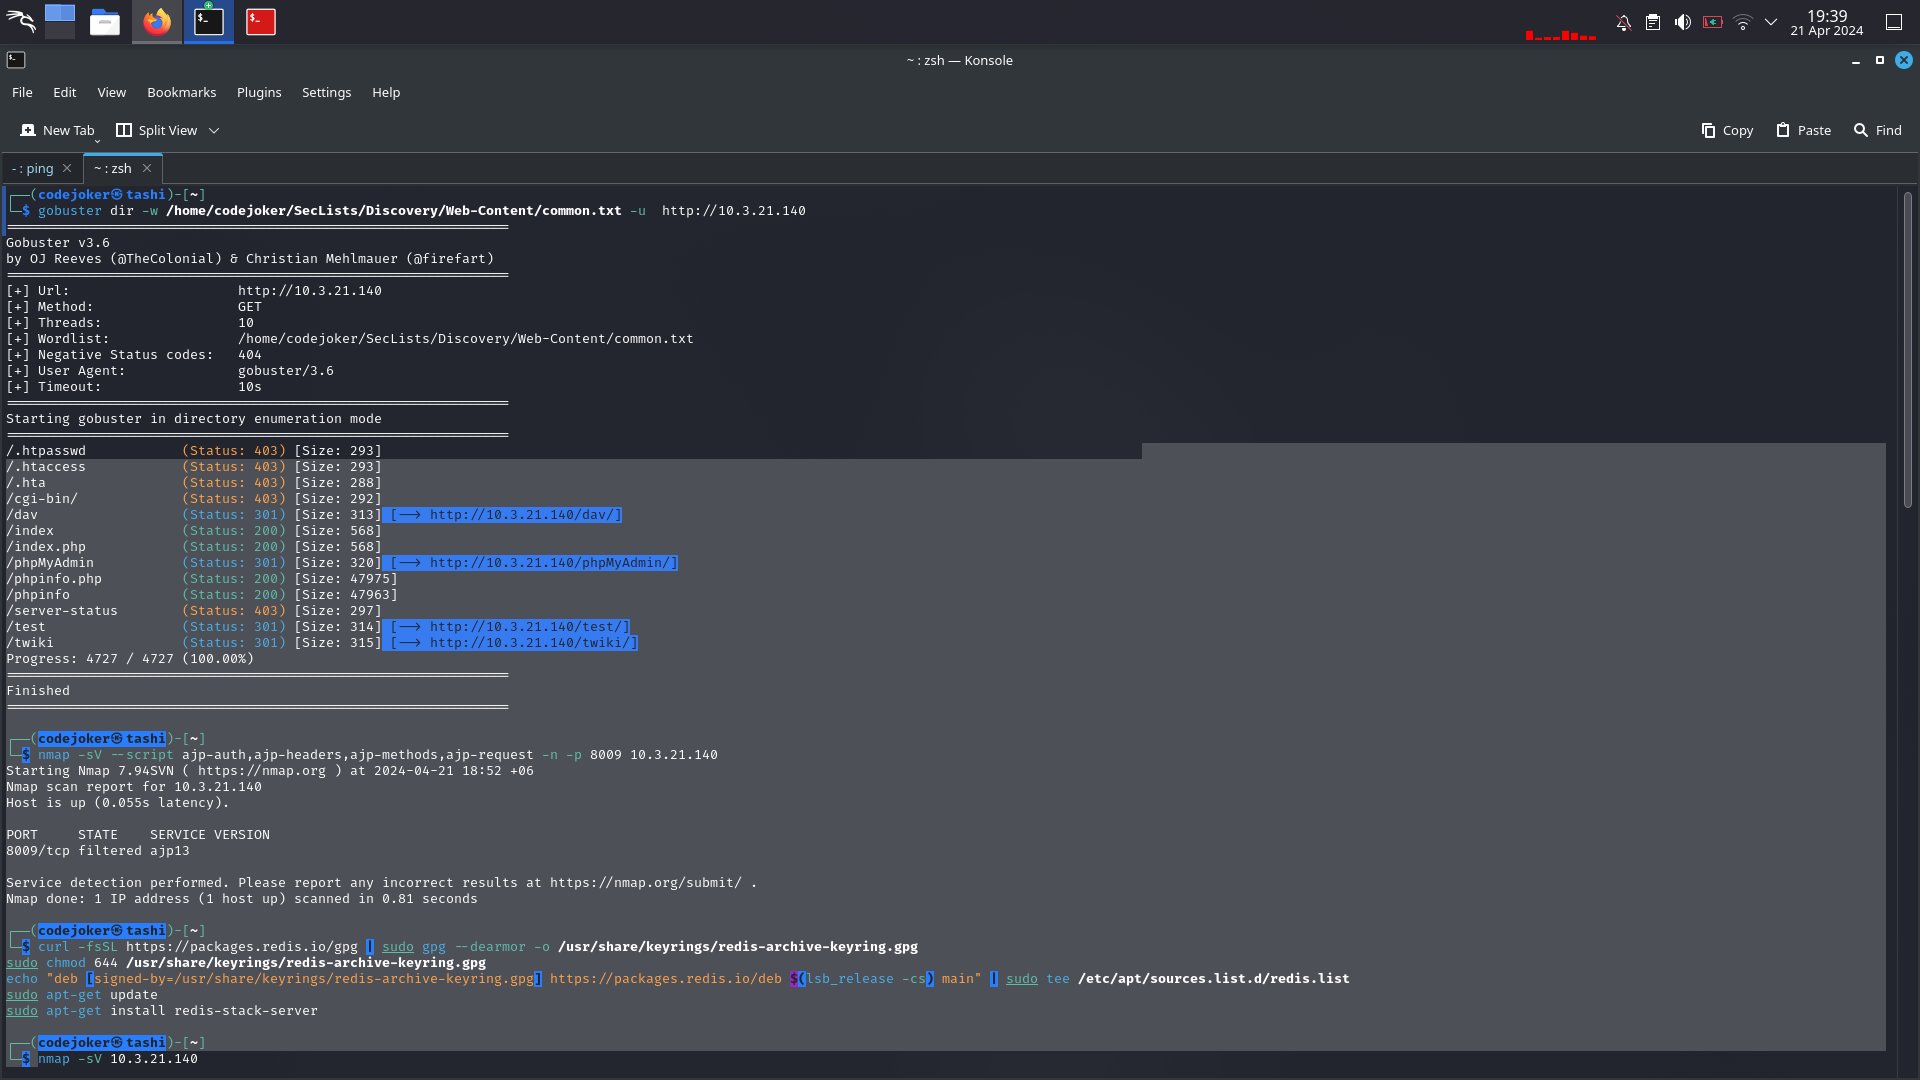 19:39
21 Apr 2024
~ : zsh — Konsole
File Edit View Bookmarks Plugins Settings Help
New Tab Split View Copy Paste Find
- : ping ~ : zsh
┌──(codejoker㉿tashi)-[~]
└─$ gobuster dir -w /home/codejoker/SecLists/Discovery/Web-Content/common.txt -u  http://10.3.21.140
===============================================================
Gobuster v3.6
by OJ Reeves (@TheColonial) & Christian Mehlmauer (@firefart)
===============================================================
[+] Url:                     http://10.3.21.140
[+] Method:                  GET
[+] Threads:                 10
[+] Wordlist:                /home/codejoker/SecLists/Discovery/Web-Content/common.txt
[+] Negative Status codes:   404
[+] User Agent:              gobuster/3.6
[+] Timeout:                 10s
===============================================================
Starting gobuster in directory enumeration mode
===============================================================
/.htpasswd            (Status: 403) [Size: 293]
/.htaccess            (Status: 403) [Size: 293]
/.hta                 (Status: 403) [Size: 288]
/cgi-bin/             (Status: 403) [Size: 292]
/dav                  (Status: 301) [Size: 313] [--> http://10.3.21.140/dav/]
/index                (Status: 200) [Size: 568]
/index.php            (Status: 200) [Size: 568]
/phpMyAdmin           (Status: 301) [Size: 320] [--> http://10.3.21.140/phpMyAdmin/]
/phpinfo.php          (Status: 200) [Size: 47975]
/phpinfo              (Status: 200) [Size: 47963]
/server-status        (Status: 403) [Size: 297]
/test                 (Status: 301) [Size: 314] [--> http://10.3.21.140/test/]
/twiki                (Status: 301) [Size: 315] [--> http://10.3.21.140/twiki/]
Progress: 4727 / 4727 (100.00%)
===============================================================
Finished
===============================================================
┌──(codejoker㉿tashi)-[~]
└─$ nmap -sV --script ajp-auth,ajp-headers,ajp-methods,ajp-request -n -p 8009 10.3.21.140
Starting Nmap 7.94SVN ( https://nmap.org ) at 2024-04-21 18:52 +06
Nmap scan report for 10.3.21.140
Host is up (0.055s latency).
PORT     STATE    SERVICE VERSION
8009/tcp filtered ajp13
Service detection performed. Please report any incorrect results at https://nmap.org/submit/ .
Nmap done: 1 IP address (1 host up) scanned in 0.81 seconds
┌──(codejoker㉿tashi)-[~]
└─$ curl -fsSL https://packages.redis.io/gpg | sudo gpg --dearmor -o /usr/share/keyrings/redis-archive-keyring.gpg
sudo chmod 644 /usr/share/keyrings/redis-archive-keyring.gpg
echo "deb [signed-by=/usr/share/keyrings/redis-archive-keyring.gpg] https://packages.redis.io/deb $(lsb_release -cs) main" | sudo tee /etc/apt/sources.list.d/redis.list
sudo apt-get update
sudo apt-get install redis-stack-server
┌──(codejoker㉿tashi)-[~]
└─$ nmap -sV 10.3.21.140